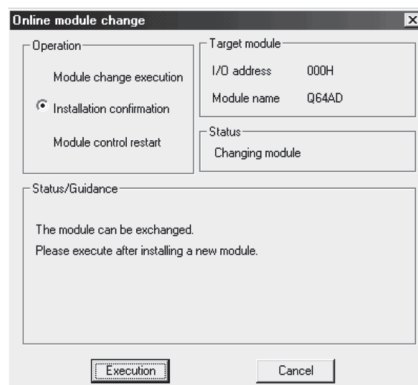 Online module change
Operation
Module change execution
Installation confirmation
Module control restart
Target module
I/O address 000H
Module name Q64AD
Status
Changing module
Status/Guidance
The module can be exchanged.
Please execute after installing a new module.
Execution Cancel